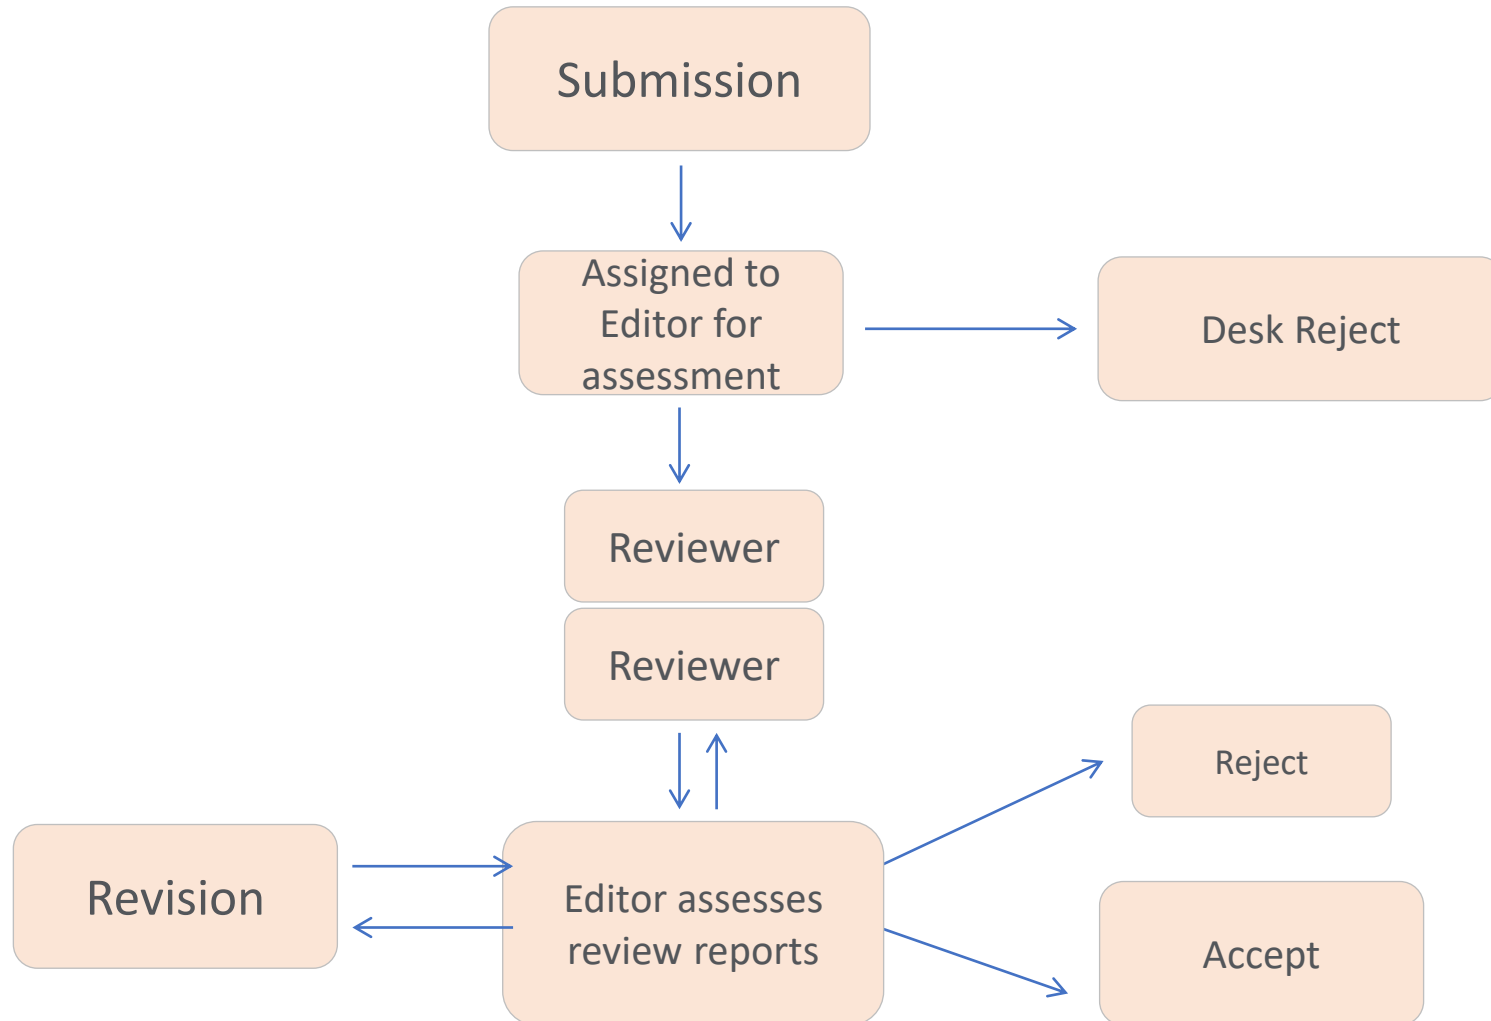 Submission
Assigned to
Editor for
assessment
Desk Reject
Reviewer
Reviewer
Reject
Revision
Editor assesses
review reports
Accept